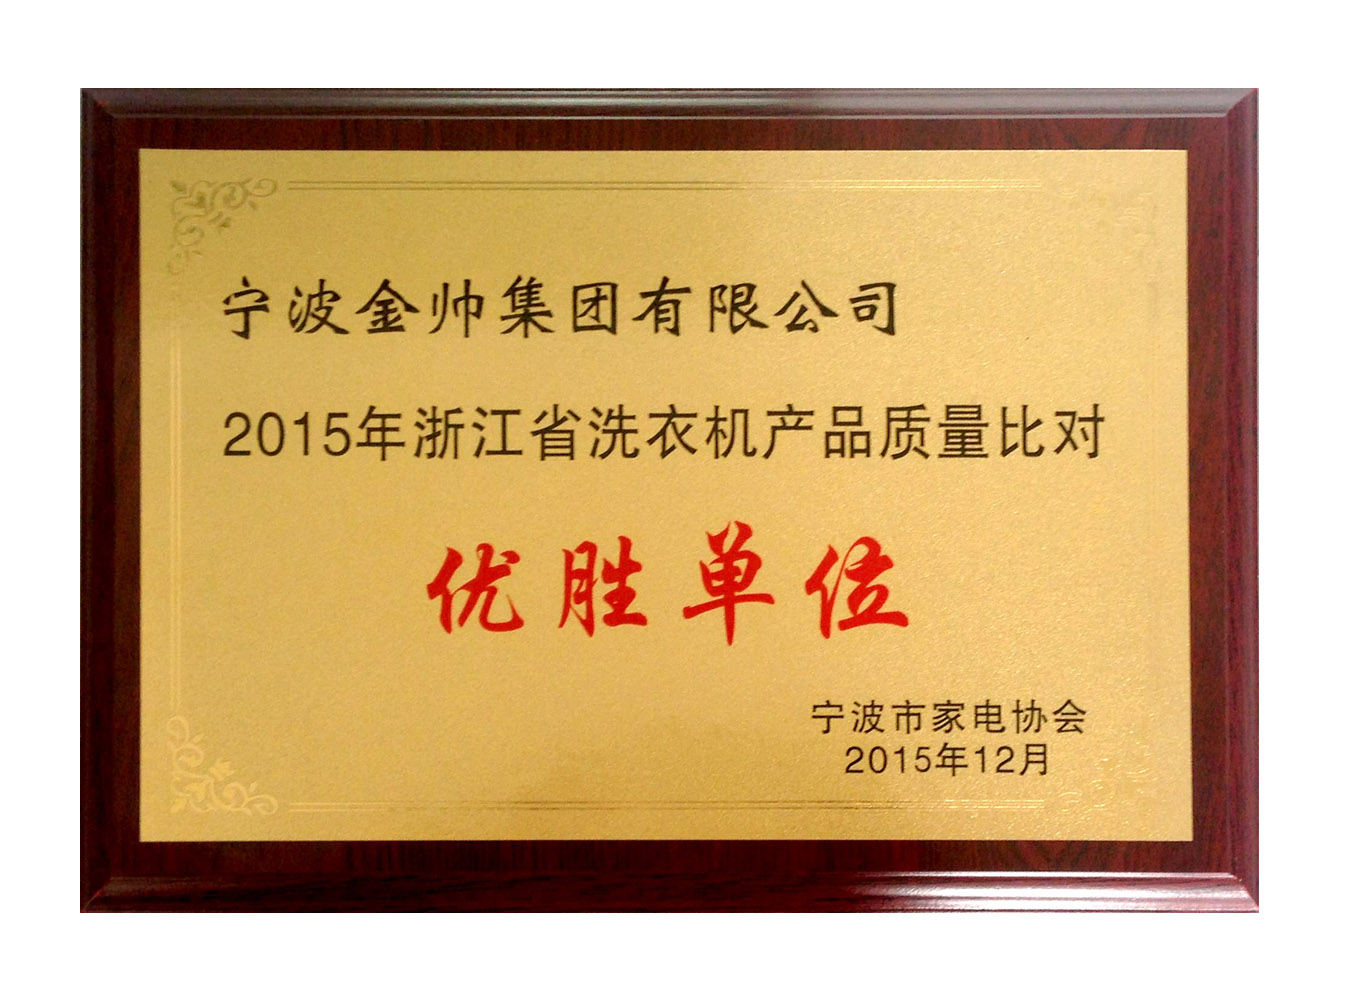 宁波金帅集团有限公司
2015年浙江省洗衣机产品质量比对
优胜单位
宁波市家电协会
2015年12月